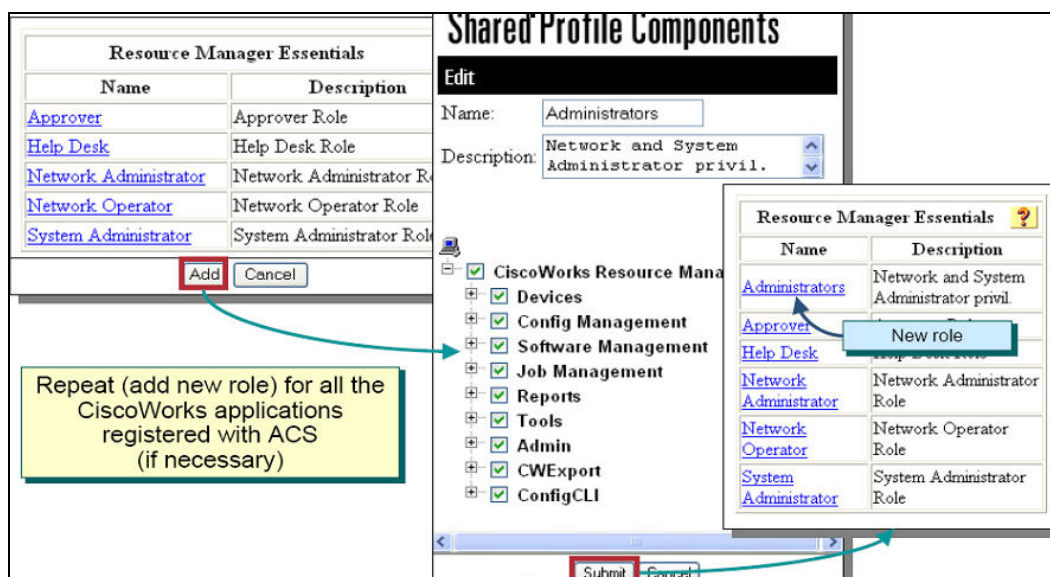 Resource Manager Essentials
Name Description
Approver Approver Role
Help Desk Help Desk Role
Network Administrator Network Administrator
Network Operator Network Operator Role
System Administrator System Administrator Role
Add Cancel
Repeat (add new role) for all the
CiscoWorks applications
registered with ACS
(if necessary)
Shared Profile Components
Edit
Name: Administrators
Description: Network and System
Administrator privil.
CiscoWorks Resource Mana
Devices
Config Management
Software Management
Job Management
Reports
Tools
Admin
CWExport
ConfigCLI
Submit Cancel
Resource Manager Essentials ?
Name Description
Administrators Network and System
Administrator privil.
Approver
New role
Help Desk Help Desk Role
Network Network Administrator
Administrator Role
Network Network Operator
Operator Role
System System Administrator
Administrator Role